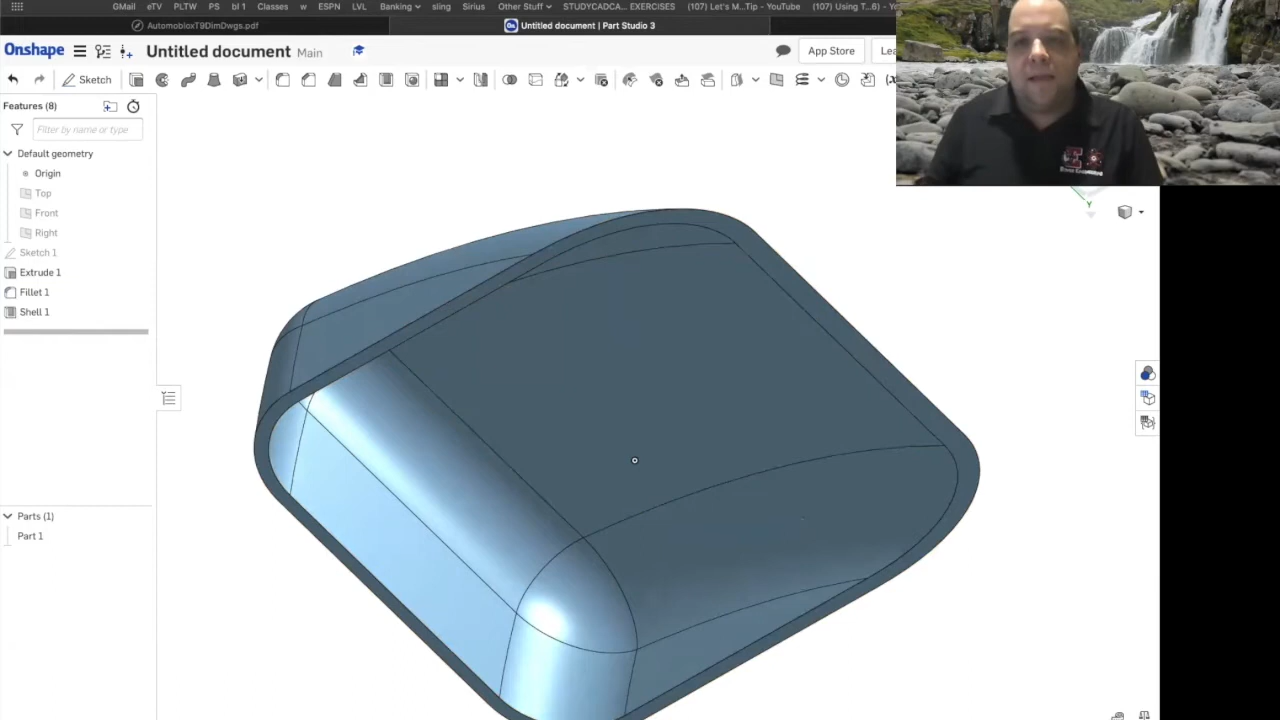 GMail eTV PLTW PS bl 1 Classes w ESPN LVL Banking sling Sirius Other Stuff STUDYCADCA... EXERCISES (107) Let's M...Tip - YouTube (107) Using T...6) - Yo
AutomobloxT9DimDwgs.pdf
Untitled document | Part Studio 3
Onshape
Untitled document Main
App Store
Lea
Sketch
Features (8)
Filter by name or type
Default geometry
Origin
Top
Front
Right
Sketch 1
Extrude 1
Fillet 1
Shell 1
Parts (1)
Part 1
Y